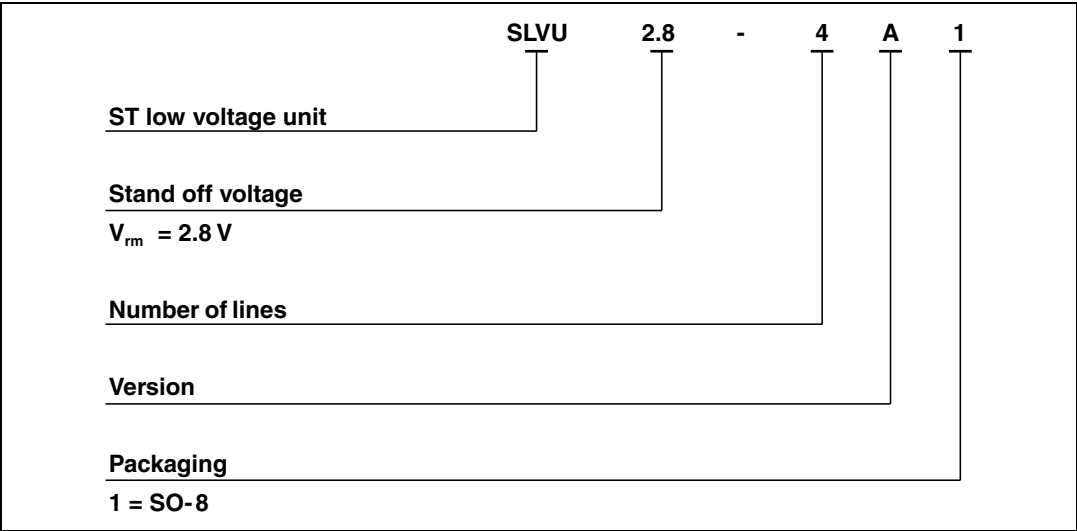 SLVU 2.8 - 4 A 1
ST low voltage unit
Stand off voltage
Vrm = 2.8 V
Number of lines
Version
Packaging
1 = SO-8